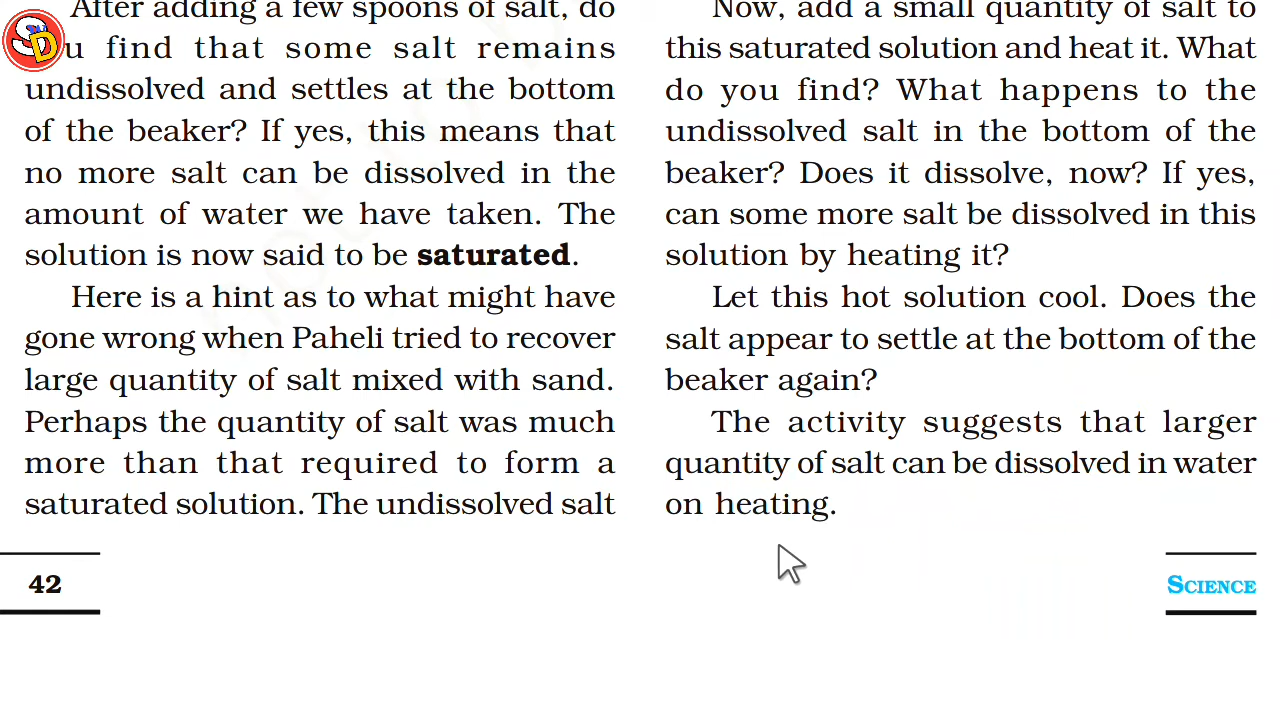 After adding a few spoons of salt, do
u find that some salt remains
undissolved and settles at the bottom
of the beaker? If yes, this means that
no more salt can be dissolved in the
amount of water we have taken. The
solution is now said to be saturated.
Here is a hint as to what might have
gone wrong when Paheli tried to recover
large quantity of salt mixed with sand.
Perhaps the quantity of salt was much
more than that required to form a
saturated solution. The undissolved salt
42
Now, add a small quantity of salt to
this saturated solution and heat it. What
do you find? What happens to the
undissolved salt in the bottom of the
beaker? Does it dissolve, now? If yes,
can some more salt be dissolved in this
solution by heating it?
Let this hot solution cool. Does the
salt appear to settle at the bottom of the
beaker again?
The activity suggests that larger
quantity of salt can be dissolved in water
on heating.
SCIENCE
SD